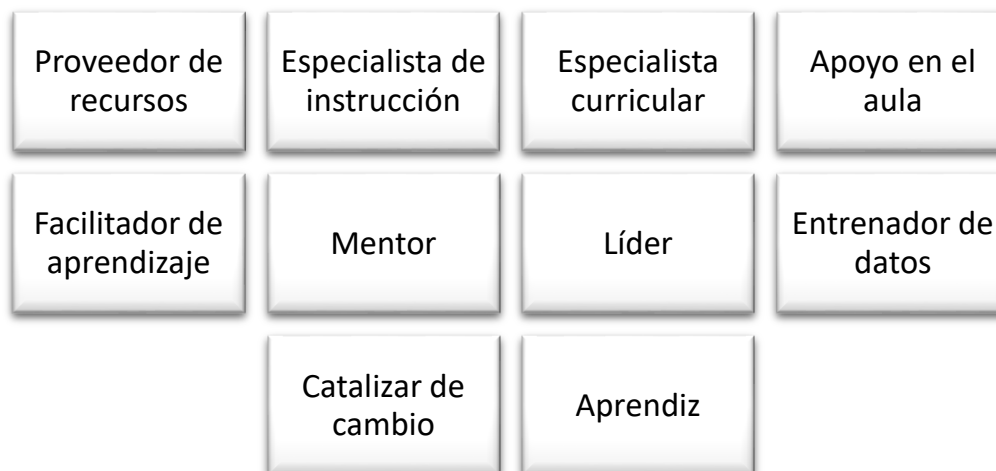 Proveedor de
recursos
Especialista de
instrucción
Especialista
curricular
Apoyo en el
aula
Facilitador de
aprendizaje
Mentor
Líder
Entrenador de
datos
Catalizar de
cambio
Aprendiz